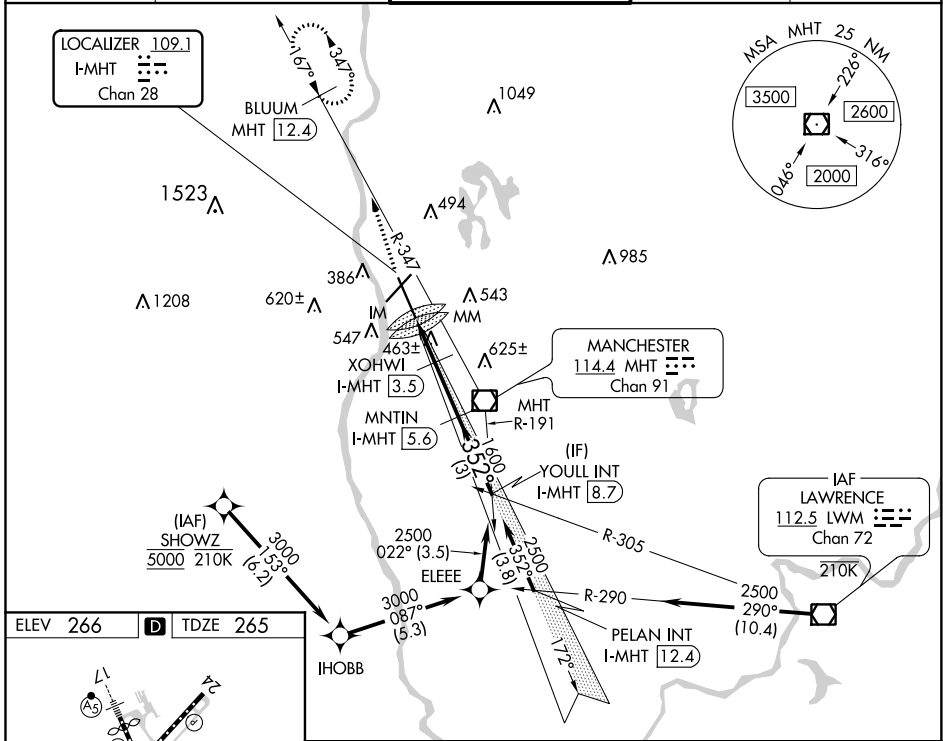 LOCALIZER 109.1
I-MHT
Chan 28
167°
347°
BLUUM
MHT 12.4
1049
MSA MHT 25 NM
226°
3500
2600
316°
046°
2000
1523
494
R-347
985
386
1208
620±
IM
543
MM
547
463±
625±
XOHWI
I-MHT 3.5
MANCHESTER
114.4 MHT
Chan 91
MNTIN
I-MHT 5.6
MHT
R-191
1600
352°
(3)
(IF)
YOULL INT
I-MHT 8.7
IAF
LAWRENCE
112.5 LWM
Chan 72
210K
(IAF)
SHOWZ
5000 210K
3000
153°
(6.2)
2500
022° (3.5)
ELEEE
2500
352°
(3.8)
R-305
R-290
2500
290°
(10.4)
3000
087°
(5.3)
IHOBB
PELAN INT
I-MHT 12.4
172°
ELEV 266 D TDZE 265
17
24
A5
P